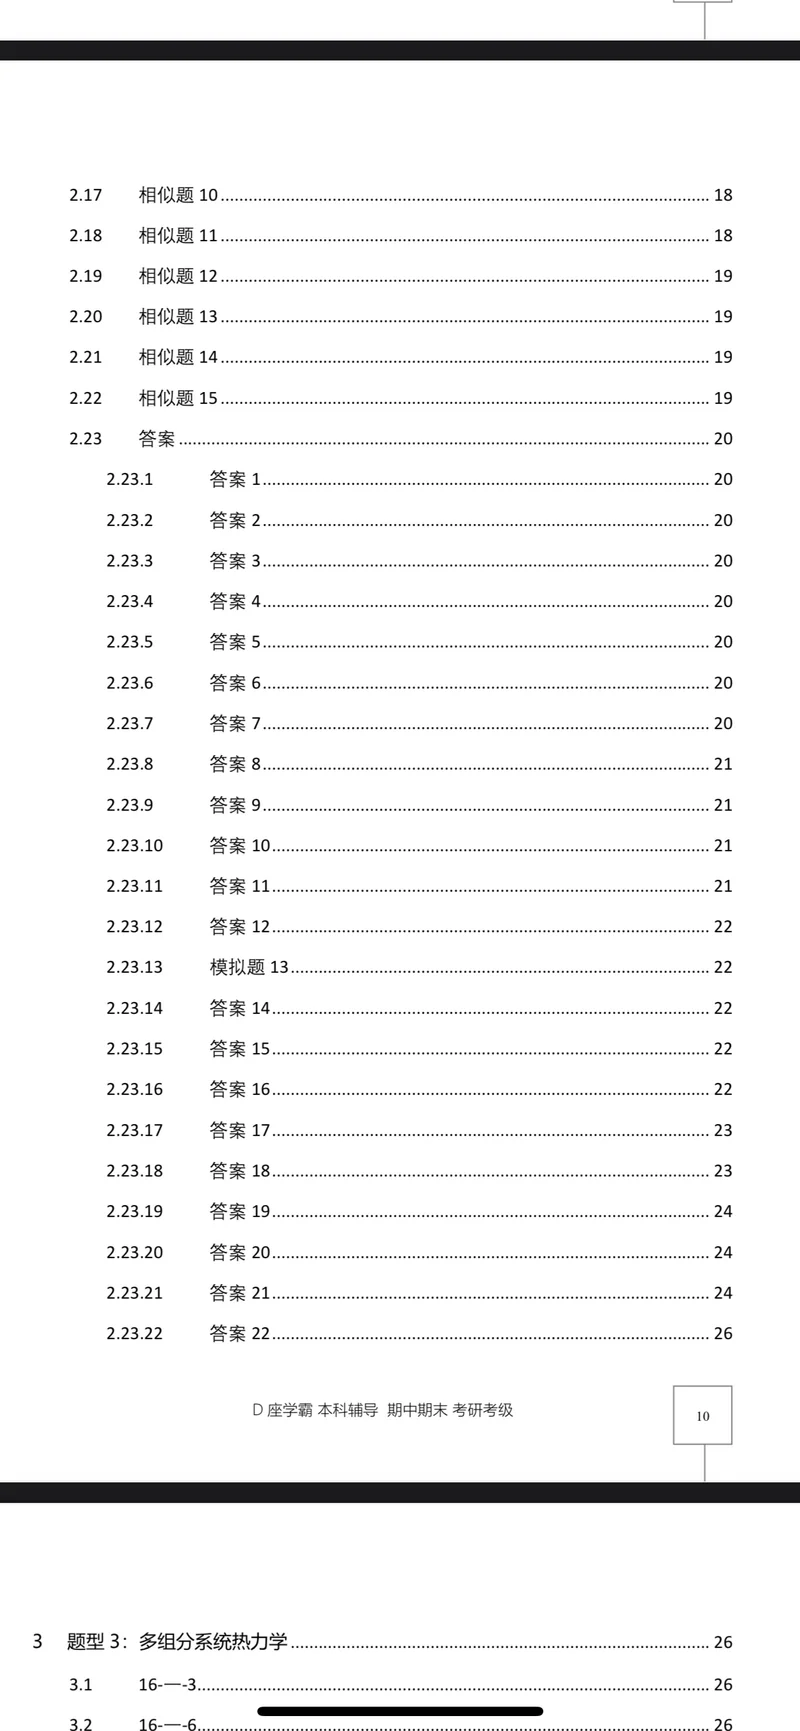 2.17 相似题 10 18
2.18 相似题 11 18
2.19 相似题 12 19
2.20 相似题 13 19
2.21 相似题 14 19
2.22 相似题 15 19
2.23 答案 20
2.23.1 答案 1 20
2.23.2 答案 2 20
2.23.3 答案 3 20
2.23.4 答案 4 20
2.23.5 答案 5 20
2.23.6 答案 6 20
2.23.7 答案 7 20
2.23.8 答案 8 21
2.23.9 答案 9 21
2.23.10 答案 10 21
2.23.11 答案 11 21
2.23.12 答案 12 22
2.23.13 模拟题 13 22
2.23.14 答案 14 22
2.23.15 答案 15 22
2.23.16 答案 16 22
2.23.17 答案 17 23
2.23.18 答案 18 23
2.23.19 答案 19 24
2.23.20 答案 20 24
2.23.21 答案 21 24
2.23.22 答案 22 26
D 座学霸 本科辅导 期中期末 考研考级
10
3 题型 3：多组分系统热力学 26
3.1 16-一-3 26
3.2 16-一-6 26